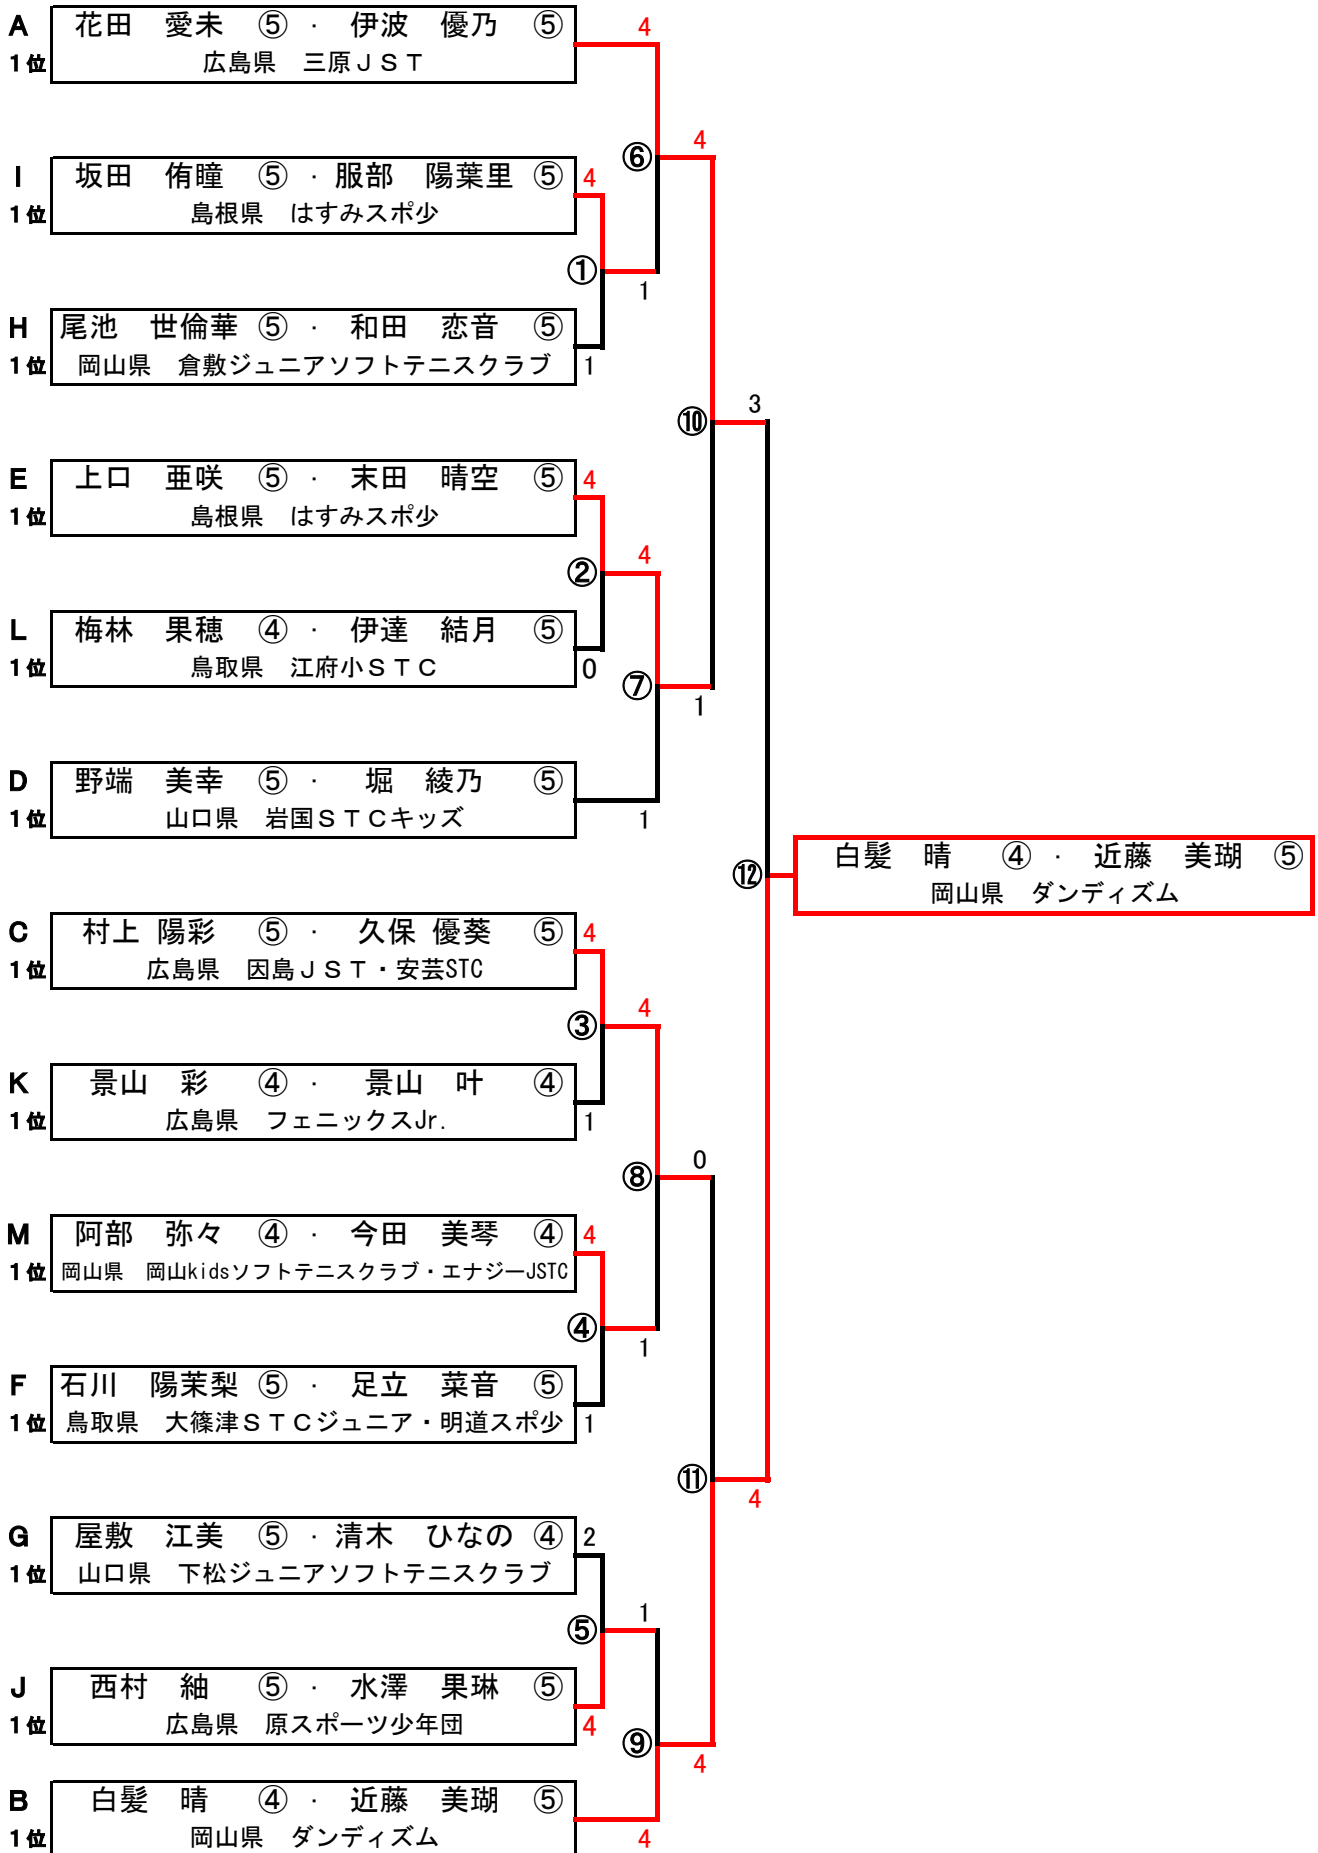 A 花田 愛未 ⑤ ・ 伊波 優乃 ⑤ 4
1位 広島県 三原ＪＳＴ
⑥ 4
I 坂田 侑瞳 ⑤ ・ 服部 陽葉里 ⑤ 4
1位 島根県 はすみスポ少
① 1
H 尾池 世倫華 ⑤ ・ 和田 恋音 ⑤
1位 岡山県 倉敷ジュニアソフトテニスクラブ 1
⑩ 3
E 上口 亜咲 ⑤ ・ 末田 晴空 ⑤ 4
1位 島根県 はすみスポ少
② 4
L 梅林 果穂 ④ ・ 伊達 結月 ⑤
1位 鳥取県 江府小ＳＴＣ 0
⑦ 1
D 野端 美幸 ⑤ ・ 堀 綾乃 ⑤
1位 山口県 岩国ＳＴＣキッズ 1
⑫ 白髪 晴 ④ ・ 近藤 美瑚 ⑤
岡山県 ダンディズム
C 村上 陽彩 ⑤ ・ 久保 優葵 ⑤ 4
1位 広島県 因島ＪＳＴ・安芸STC
③ 4
K 景山 彩 ④ ・ 景山 叶 ④
1位 広島県 フェニックスJr. 1
⑧ 0
M 阿部 弥々 ④ ・ 今田 美琴 ④ 4
1位 岡山県 岡山kidsソフトテニスクラブ・エナジーJSTC
④ 1
F 石川 陽茉梨 ⑤ ・ 足立 菜音 ⑤
1位 鳥取県 大篠津ＳＴＣジュニア・明道スポ少 1
⑪ 4
G 屋敷 江美 ⑤ ・ 清木 ひなの ④ 2
1位 山口県 下松ジュニアソフトテニスクラブ
⑤ 1
J 西村 紬 ⑤ ・ 水澤 果琳 ⑤
1位 広島県 原スポーツ少年団 4
⑨ 4
B 白髪 晴 ④ ・ 近藤 美瑚 ⑤
1位 岡山県 ダンディズム 4